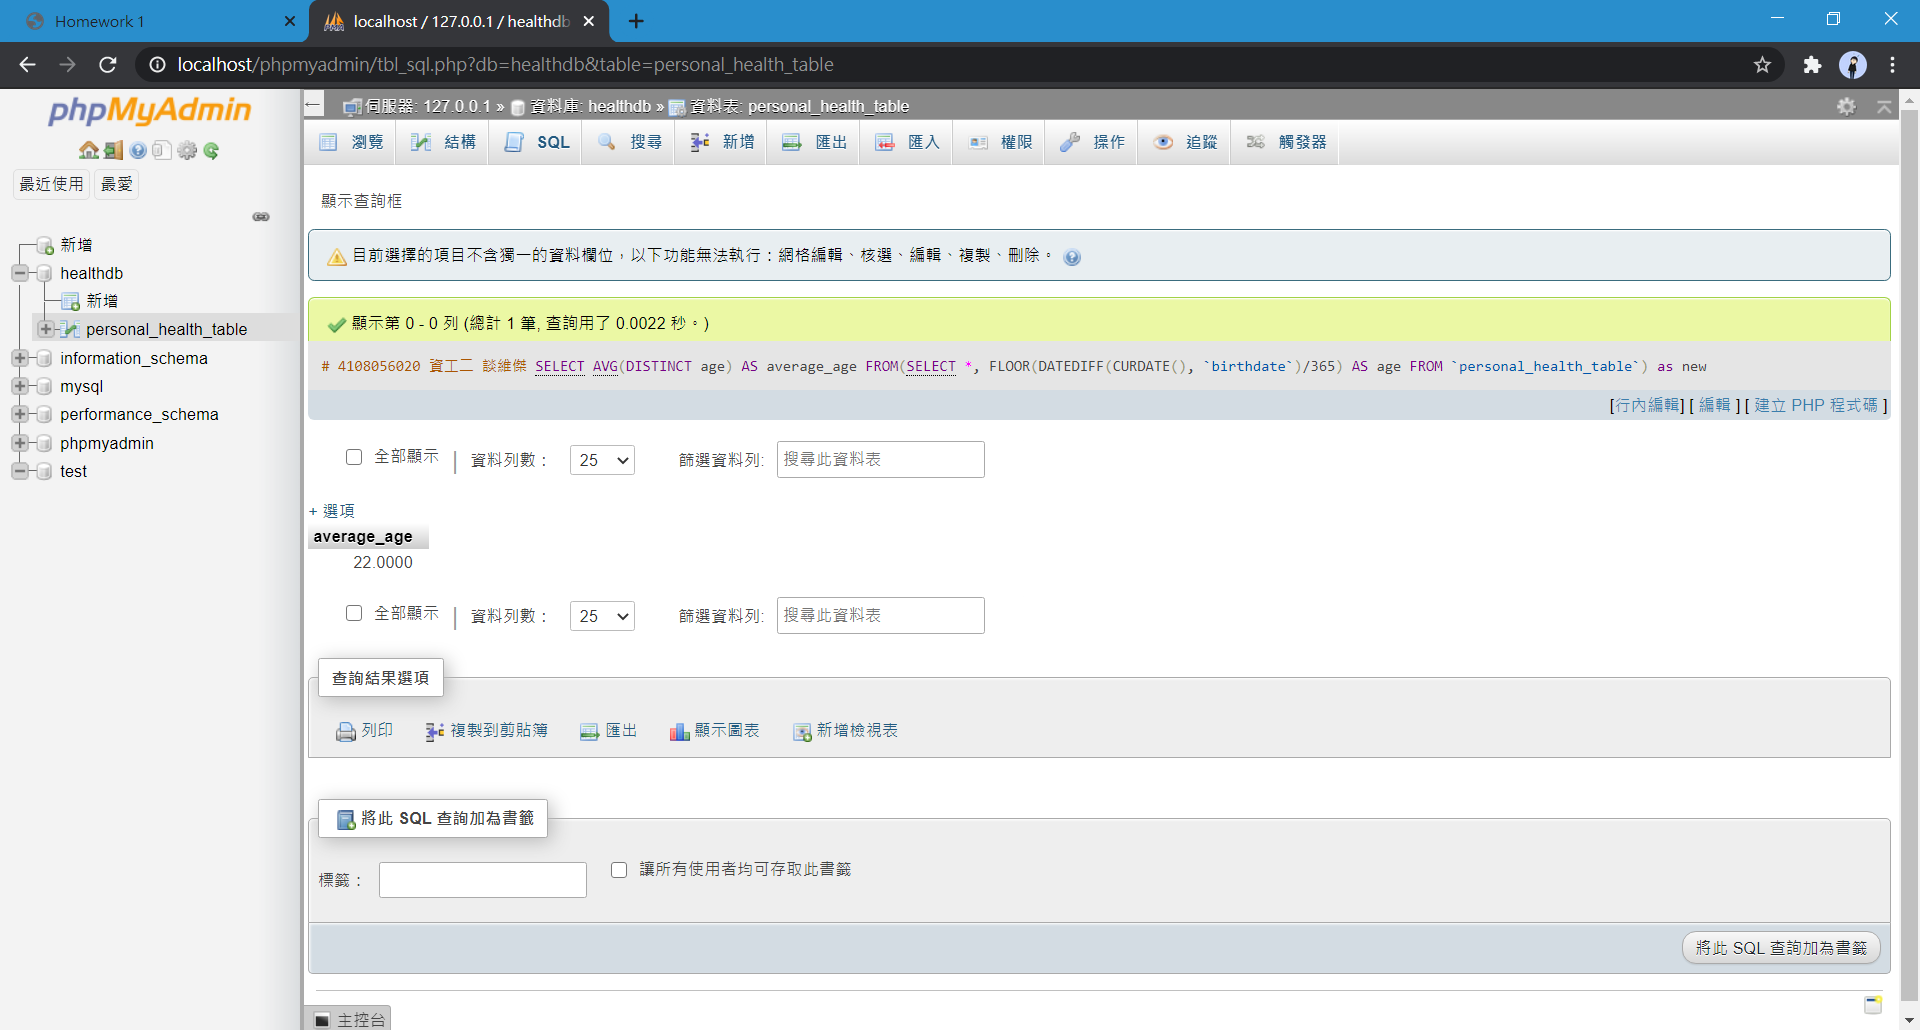 Homework 1
localhost / 127.0.0.1 / healthdb
localhost/phpmyadmin/tbl_sql.php?db=healthdb&table=personal_health_table
phpMyAdmin
最近使用 最愛
新增
healthdb
新增
personal_health_table
information_schema
mysql
performance_schema
phpmyadmin
test
伺服器: 127.0.0.1 » 資料庫: healthdb » 資料表: personal_health_table
瀏覽 結構 SQL 搜尋 新增 匯出 匯入 權限 操作 追蹤 觸發器
顯示查詢框
目前選擇的項目不含獨一的資料欄位，以下功能無法執行：網格編輯、核選、編輯、複製、刪除。
顯示第 0 - 0 列 (總計 1 筆, 查詢用了 0.0022 秒。)
# 4108056020 資工二 談維傑 SELECT AVG(DISTINCT age) AS average_age FROM(SELECT *, FLOOR(DATEDIFF(CURDATE(), `birthdate`)/365) AS age FROM `personal_health_table`) as new
[行內編輯] [ 編輯 ] [ 建立 PHP 程式碼 ]
全部顯示 | 資料列數： 25 篩選資料列: 搜尋此資料表
+ 選項
average_age
22.0000
全部顯示 | 資料列數： 25 篩選資料列: 搜尋此資料表
查詢結果選項
列印 複製到剪貼簿 匯出 顯示圖表 新增檢視表
將此 SQL 查詢加為書籤
標籤： 讓所有使用者均可存取此書籤
將此 SQL 查詢加為書籤
主控台